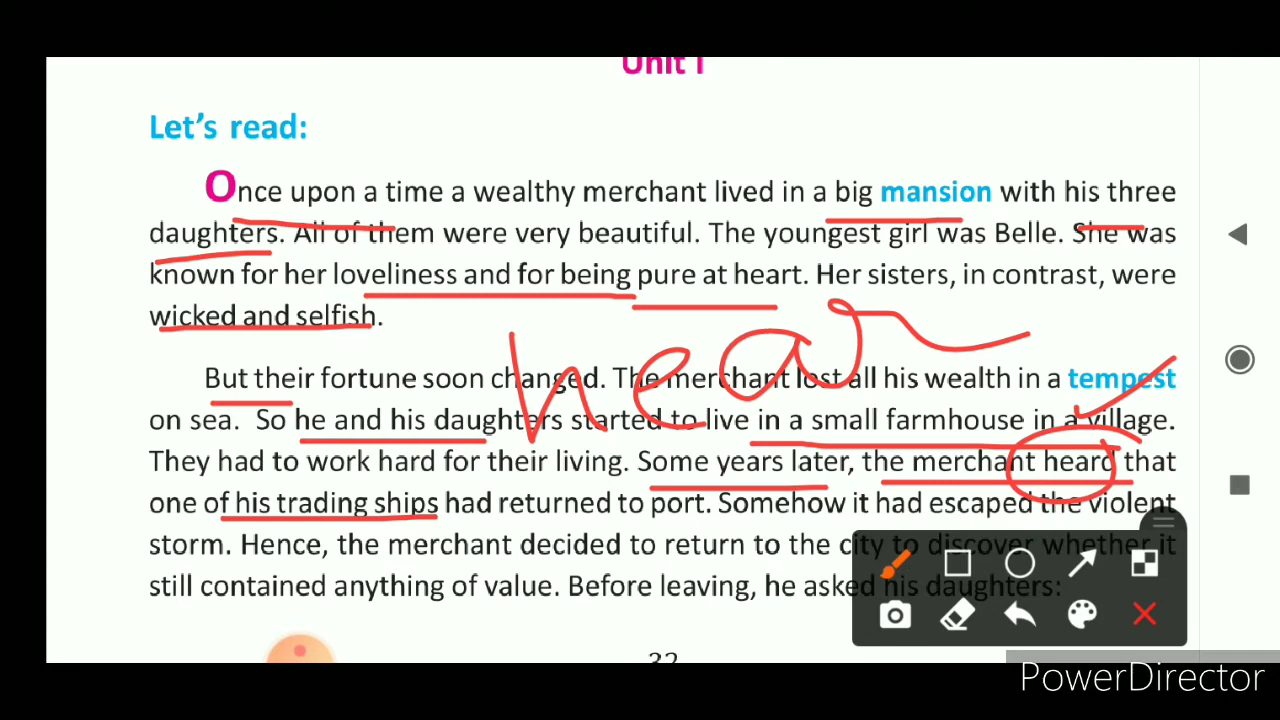 Unit I
Let's read:
Once upon a time a wealthy merchant lived in a big mansion with his three
daughters. All of them were very beautiful. The youngest girl was Belle. She was
known for her loveliness and for being pure at heart. Her sisters, in contrast, were
wicked and selfish.
hear
But their fortune soon changed. The merchant lost all his wealth in a tempest
on sea. So he and his daughters started to live in a small farmhouse in a village.
They had to work hard for their living. Some years later, the merchant heard that
one of his trading ships had returned to port. Somehow it had escaped the violent
storm. Hence, the merchant decided to return to the city to discover whether it
still contained anything of value. Before leaving, he asked his daughters:
32
PowerDirector